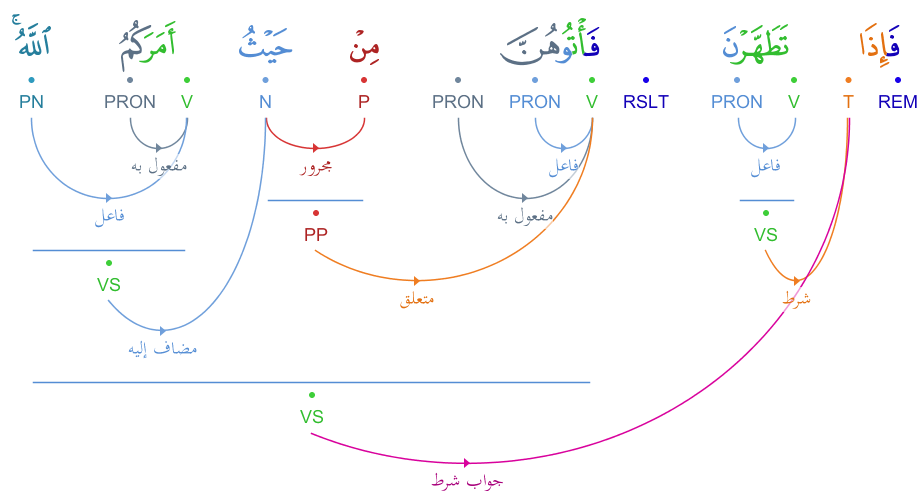 فَإِذَا تَطَهَّرْنَ فَأْتُوهُنَّ مِنْ حَيْثُ أَمَرَكُمُ ٱللَّهُ ۚ
REM T V PRON RSLT V PRON PRON P N V PRON PN
فاعل فاعل مجرور مفعول به
مفعول به فاعل
VS PP
VS
شرط متعلق
مضاف إليه
VS
جواب شرط